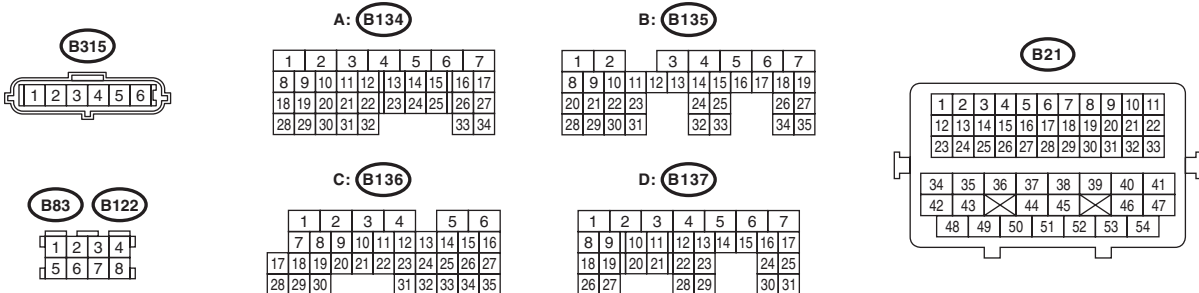 B315
1 2 3 4 5 6
B83 B122
1 2 3 4
5 6 7 8
A: B134
1 2 3 4 5 6 7
8 9 10 11 12 13 14 15 16 17
18 19 20 21 22 23 24 25 26 27
28 29 30 31 32 33 34
C: B136
1 2 3 4 5 6
7 8 9 10 11 12 13 14 15 16
17 18 19 20 21 22 23 24 25 26 27
28 29 30 31 32 33 34 35
B: B135
1 2 3 4 5 6 7
8 9 10 11 12 13 14 15 16 17 18 19
20 21 22 23 24 25 26 27
28 29 30 31 32 33 34 35
D: B137
1 2 3 4 5 6 7
8 9 10 11 12 13 14 15 16 17
18 19 20 21 22 23 24 25
26 27 28 29 30 31
B21
1 2 3 4 5 6 7 8 9 10 11
12 13 14 15 16 17 18 19 20 21 22
23 24 25 26 27 28 29 30 31 32 33
34 35 36 37 38 39 40 41
42 43 44 45 46 47
48 49 50 51 52 53 54